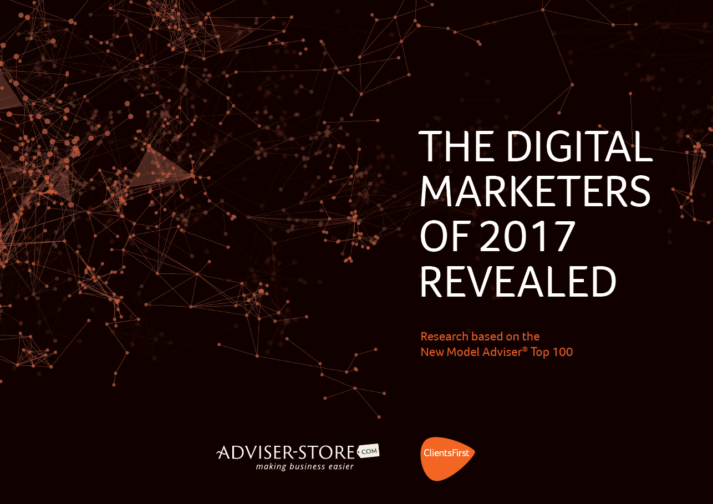 THE DIGITAL
MARKETERS
OF 2017
REVEALED
Research based on the
New Model Adviser® Top 100
ADVISER-STORE.COM
making business easier
ClientsFirst